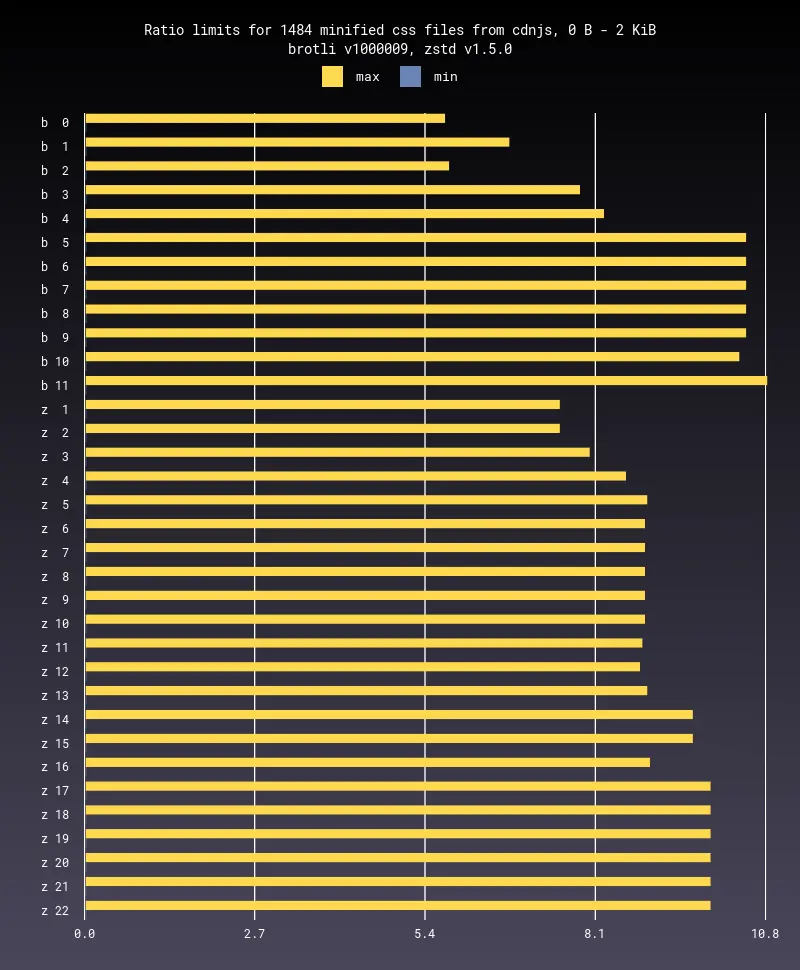 Ratio limits for 1484 minified css files from cdnjs, 0 B - 2 KiB
brotli v1000009, zstd v1.5.0
max min
b 0
b 1
b 2
b 3
b 4
b 5
b 6
b 7
b 8
b 9
b 10
b 11
z 1
z 2
z 3
z 4
z 5
z 6
z 7
z 8
z 9
z 10
z 11
z 12
z 13
z 14
z 15
z 16
z 17
z 18
z 19
z 20
z 21
z 22
0.0 2.7 5.4 8.1 10.8